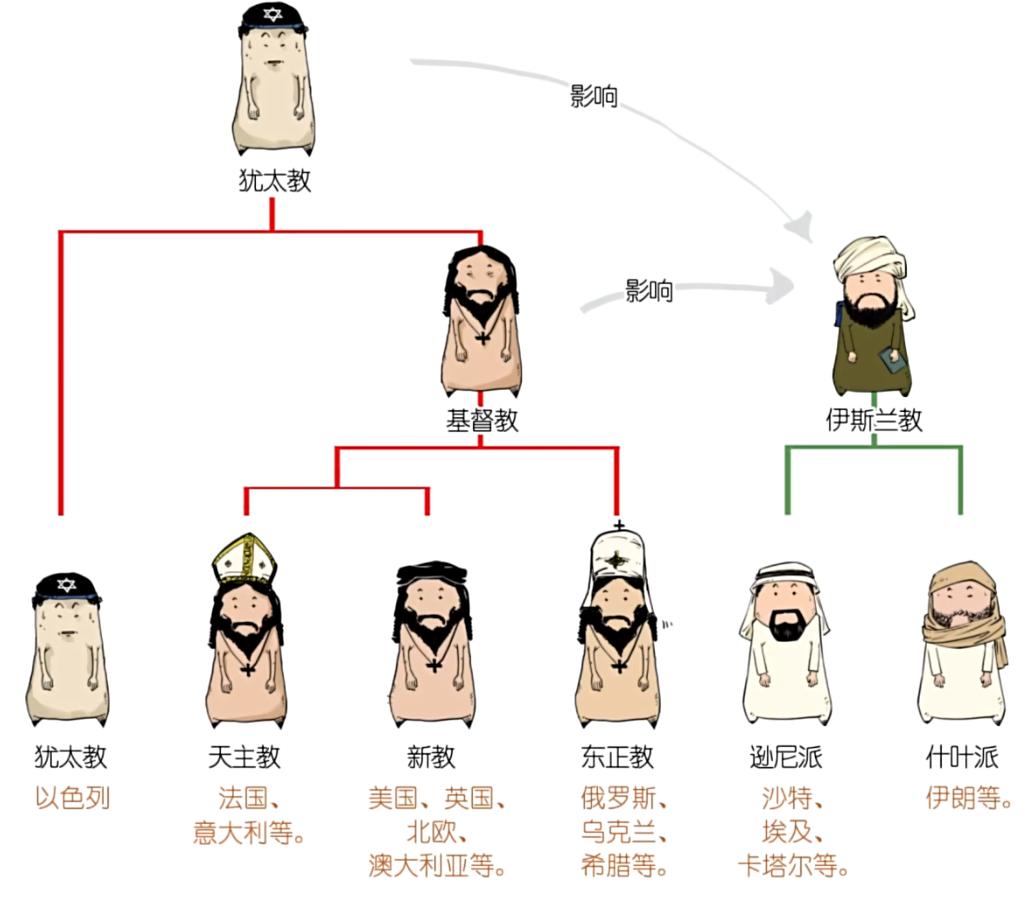 影响
犹太教
影响
基督教
伊斯兰教
犹太教
以色列
天主教
法国、
意大利等。
新教
美国、英国、
北欧、
澳大利亚等。
东正教
俄罗斯、
乌克兰、
希腊等。
逊尼派
沙特、
埃及、
卡塔尔等。
什叶派
伊朗等。